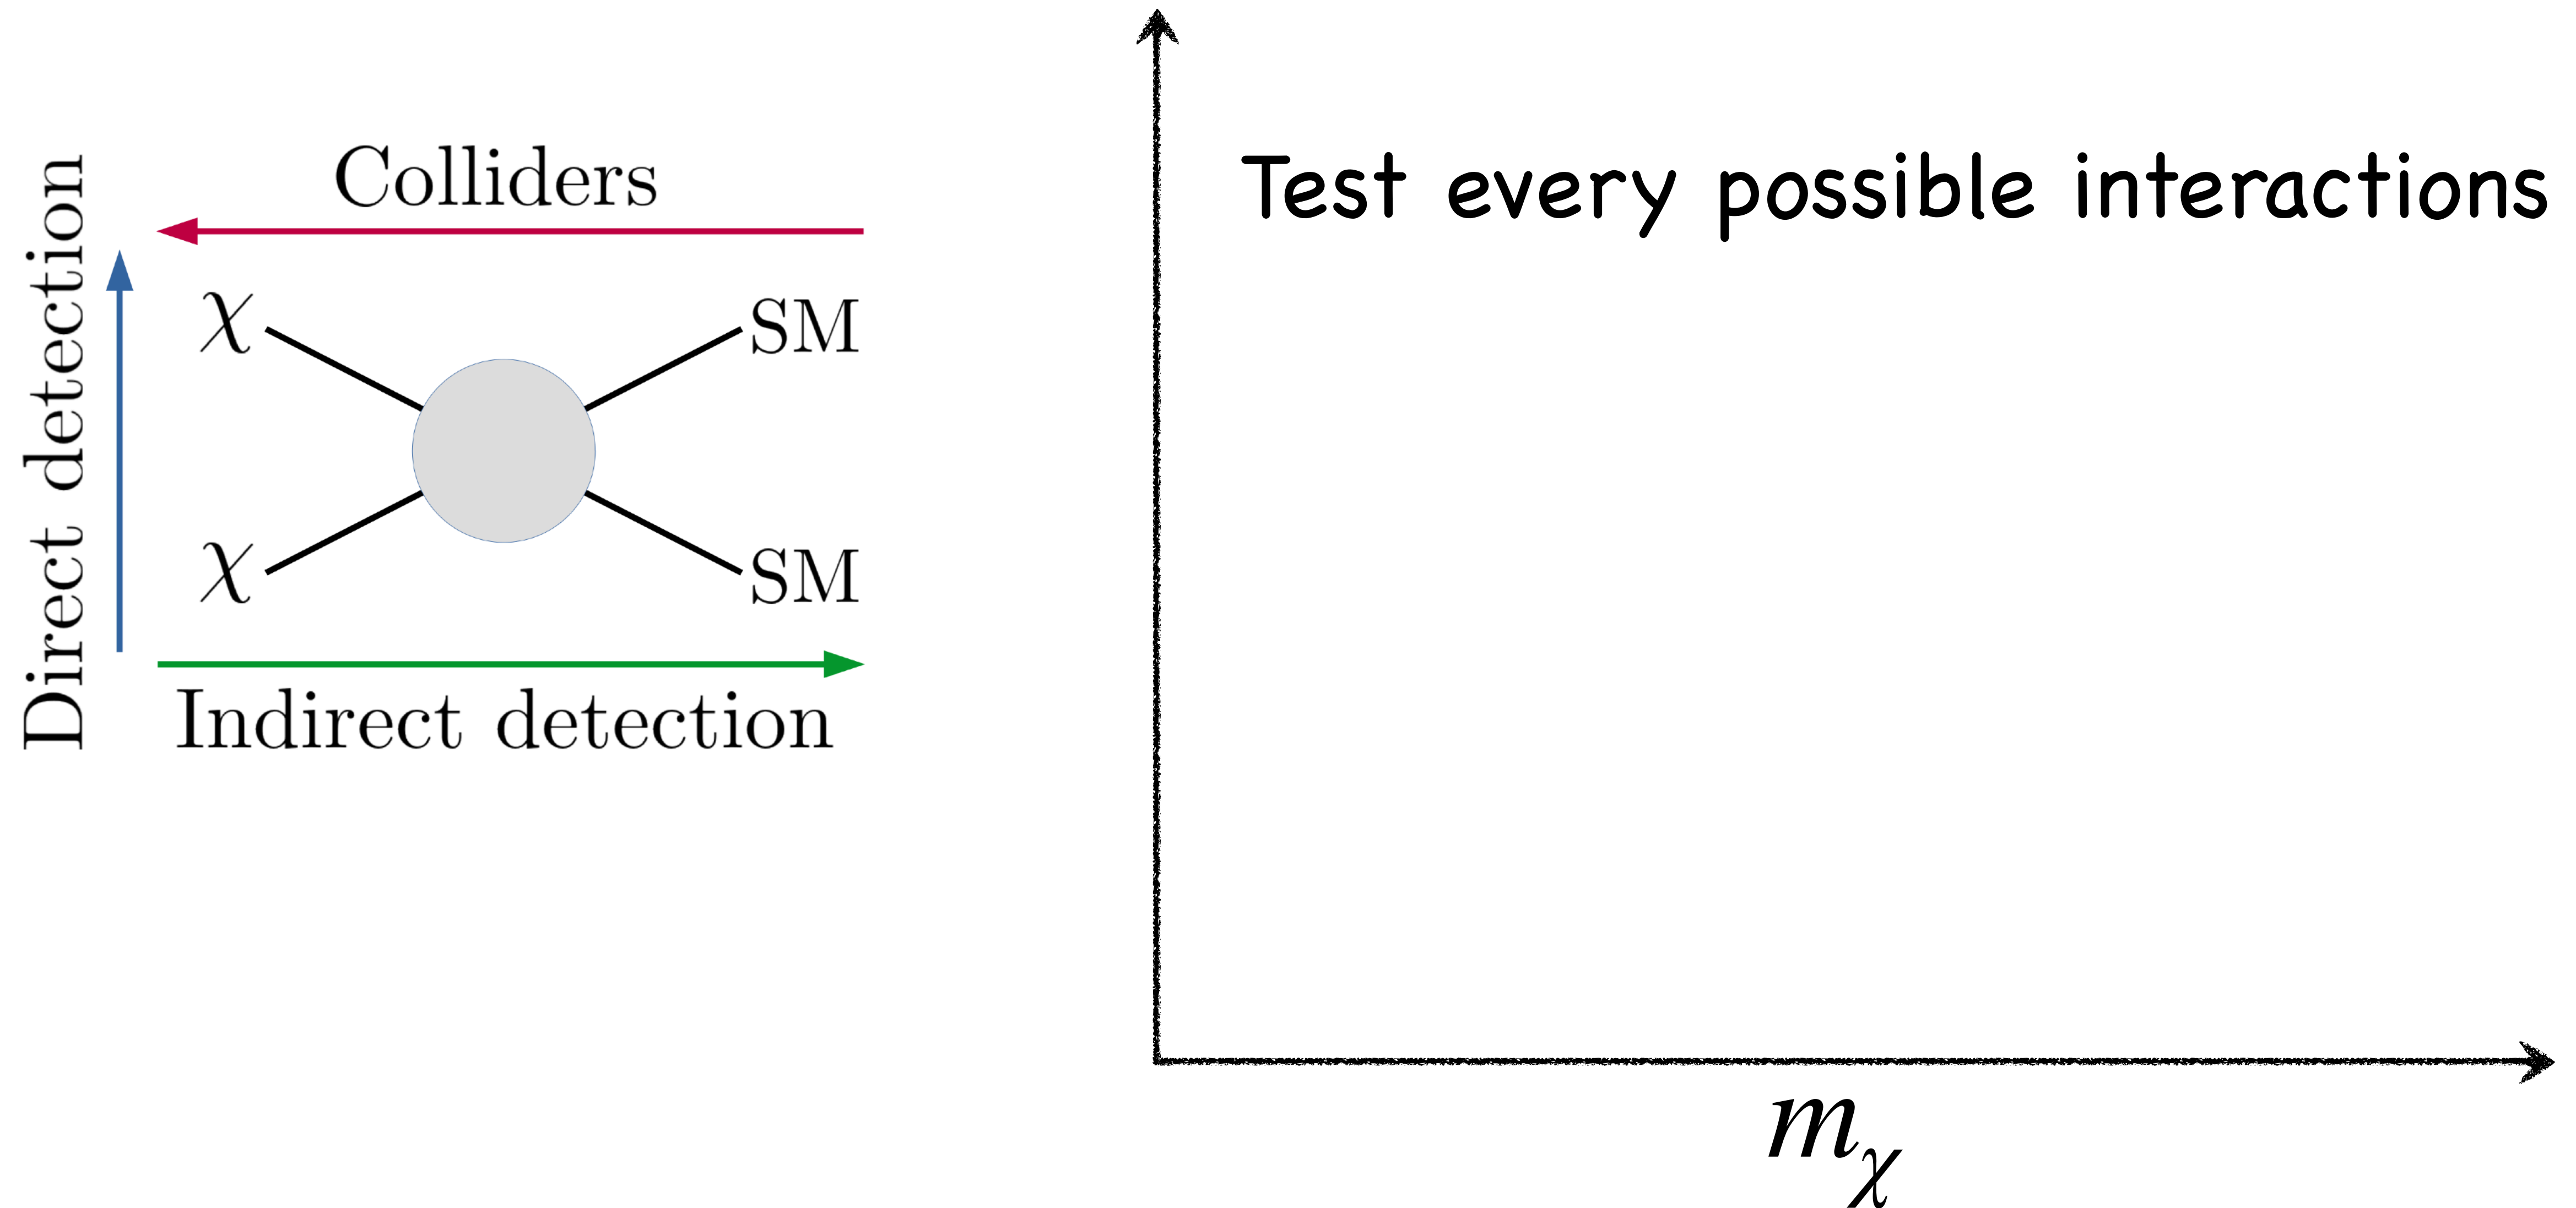 Colliders
Direct detection
χ
SM
χ
SM
Indirect detection
Test every possible interactions
mχ